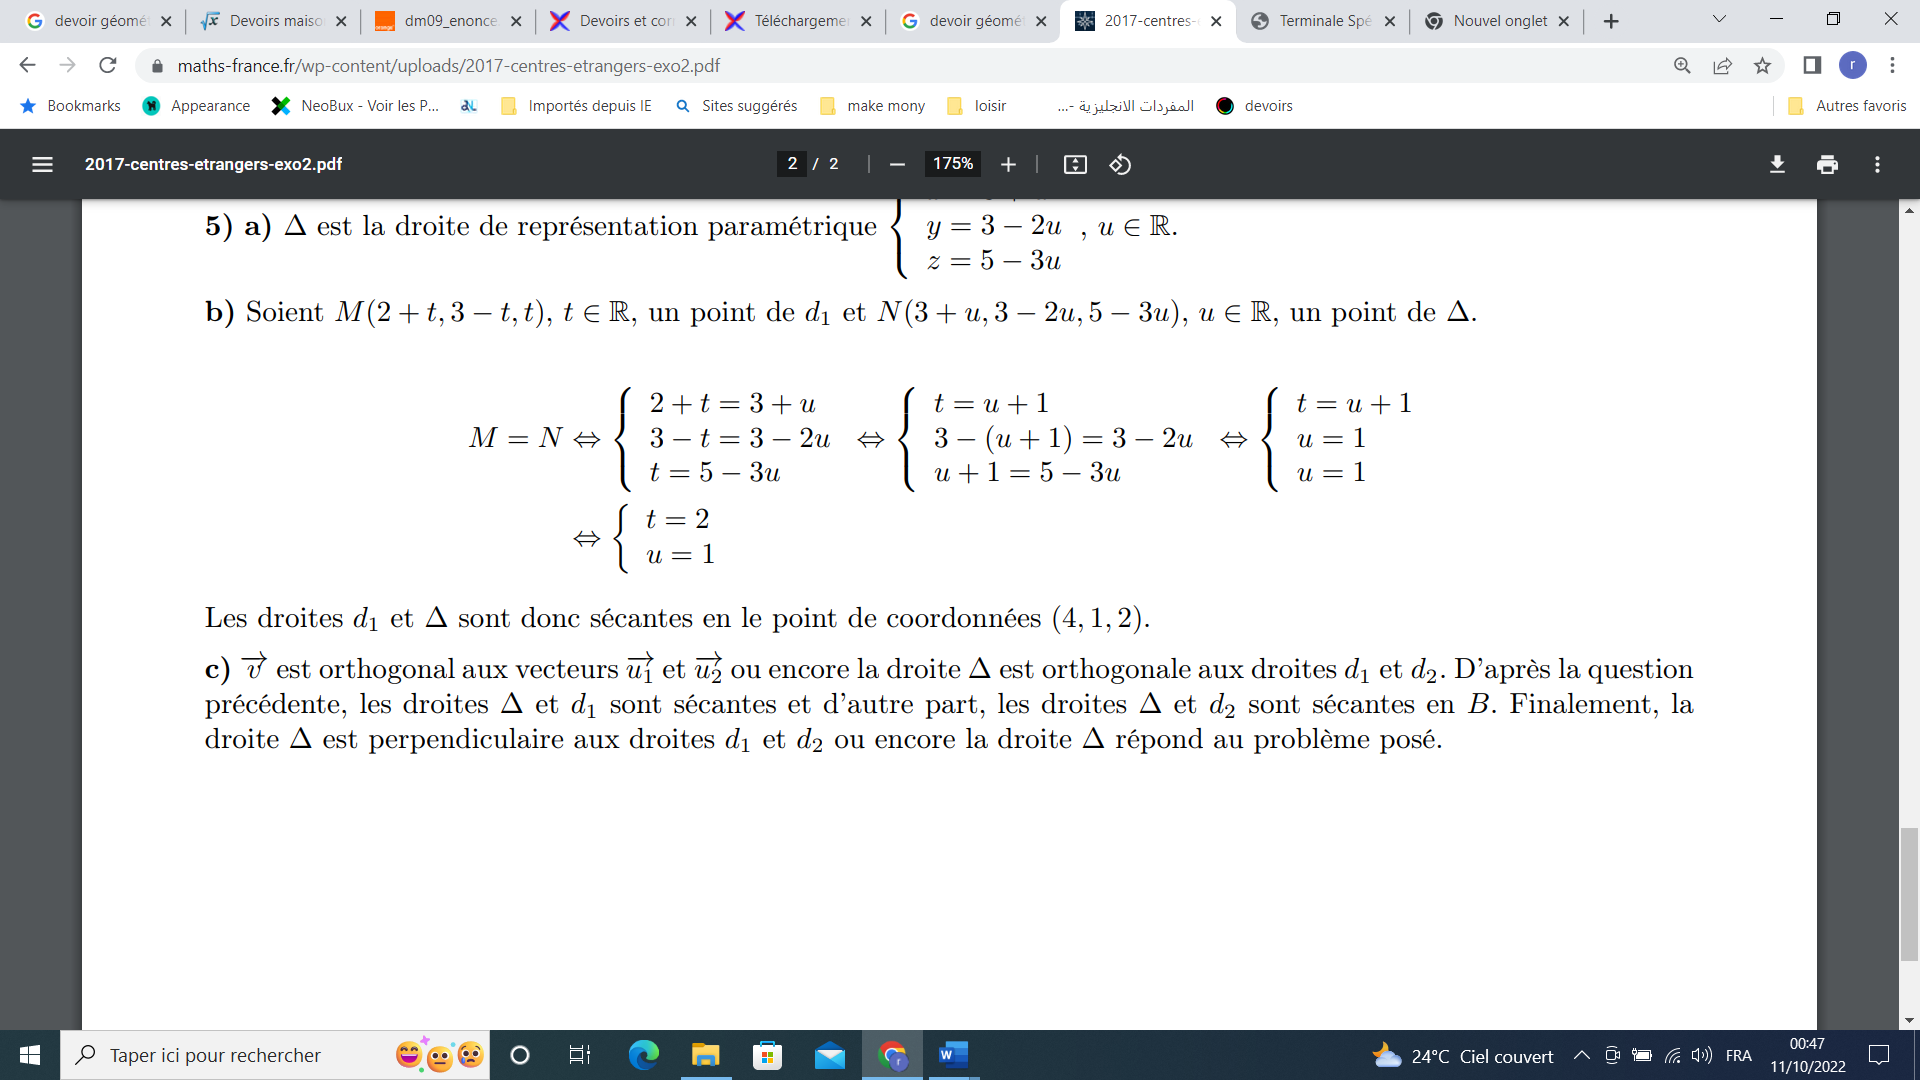 devoir géomé
Devoirs maiso
dm09_enonce
Devoirs et cor
Téléchargeme
devoir géomé
2017-centres-
Terminale Spé
Nouvel onglet
maths-france.fr/wp-content/uploads/2017-centres-etrangers-exo2.pdf
r
Bookmarks
Appearance
NeoBux - Voir les P...
Importés depuis IE
Sites suggérés
make mony
loisir
المفردات الانجليزية -...
devoirs
Autres favoris
2017-centres-etrangers-exo2.pdf
2 / 2
175%
5) a) Δ est la droite de représentation paramétrique { y = 3 − 2u , u ∈ ℝ.
z = 5 − 3u
b) Soient M(2 + t, 3 − t, t), t ∈ ℝ, un point de d₁ et N(3 + u, 3 − 2u, 5 − 3u), u ∈ ℝ, un point de Δ.
2 + t = 3 + u t = u + 1 t = u + 1
M = N ⇔ { 3 − t = 3 − 2u ⇔ { 3 − (u + 1) = 3 − 2u ⇔ { u = 1
t = 5 − 3u u + 1 = 5 − 3u u = 1
⇔ { t = 2
u = 1
Les droites d₁ et Δ sont donc sécantes en le point de coordonnées (4, 1, 2).
c) v⃗ est orthogonal aux vecteurs u₁⃗ et u₂⃗ ou encore la droite Δ est orthogonale aux droites d₁ et d₂. D'après la question
précédente, les droites Δ et d₁ sont sécantes et d'autre part, les droites Δ et d₂ sont sécantes en B. Finalement, la
droite Δ est perpendiculaire aux droites d₁ et d₂ ou encore la droite Δ répond au problème posé.
Taper ici pour rechercher
24°C Ciel couvert
FRA
00:47
11/10/2022